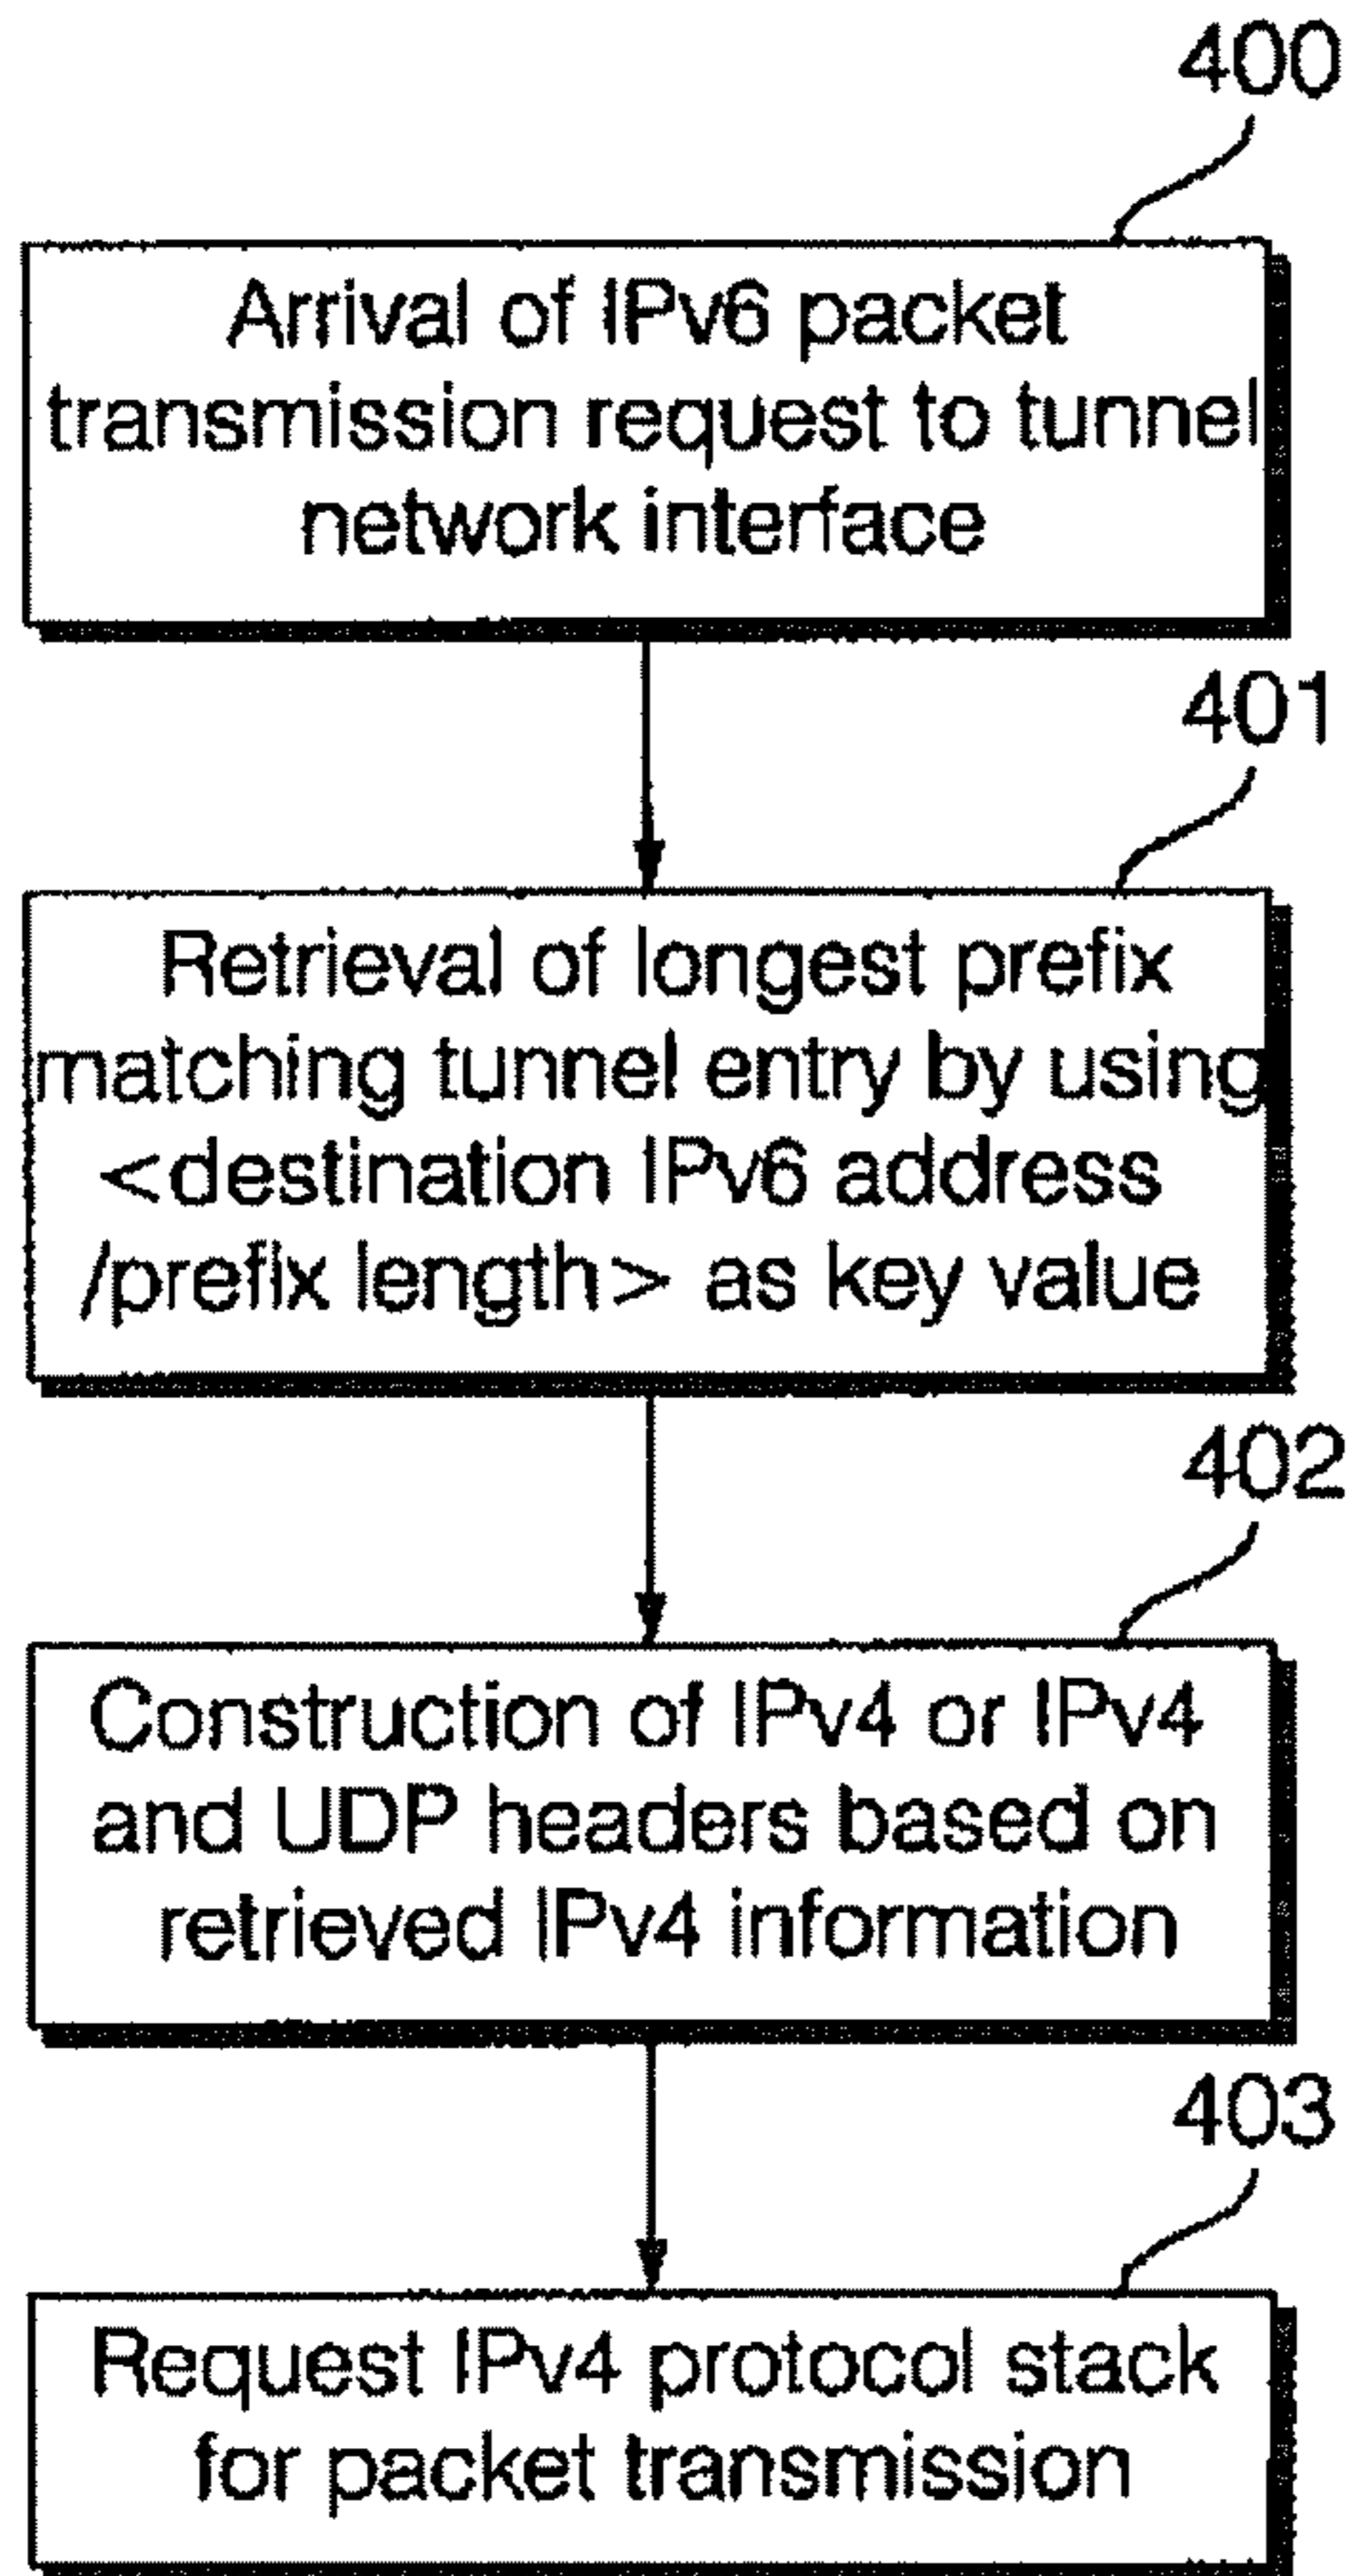 400
Arrival of IPv6 packet
transmission request to tunnel
network interface
401
Retrieval of longest prefix
matching tunnel entry by using
<destination IPv6 address
/prefix length> as key value
402
Construction of IPv4 or IPv4
and UDP headers based on
retrieved IPv4 information
403
Request IPv4 protocol stack
for packet transmission